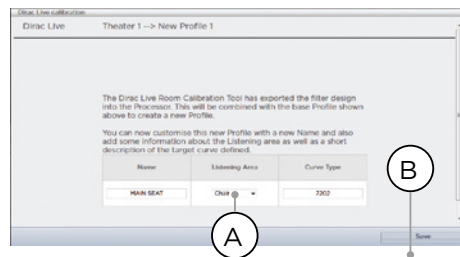 Dirac Live calibration
Dirac Live Theater 1 --> New Profile 1
The Dirac Live Room Calibration Tool has exported the filter design
into the Processor. This will be combined with the base Profile shown
above to create a new Profile.
You can now customise this new Profile with a new Name and also
add some information about the Listening area as well as a short
description of the target curve defined.
Name Listening Area Curve Type
MAIN SEAT Chair 7202
A
B
Save